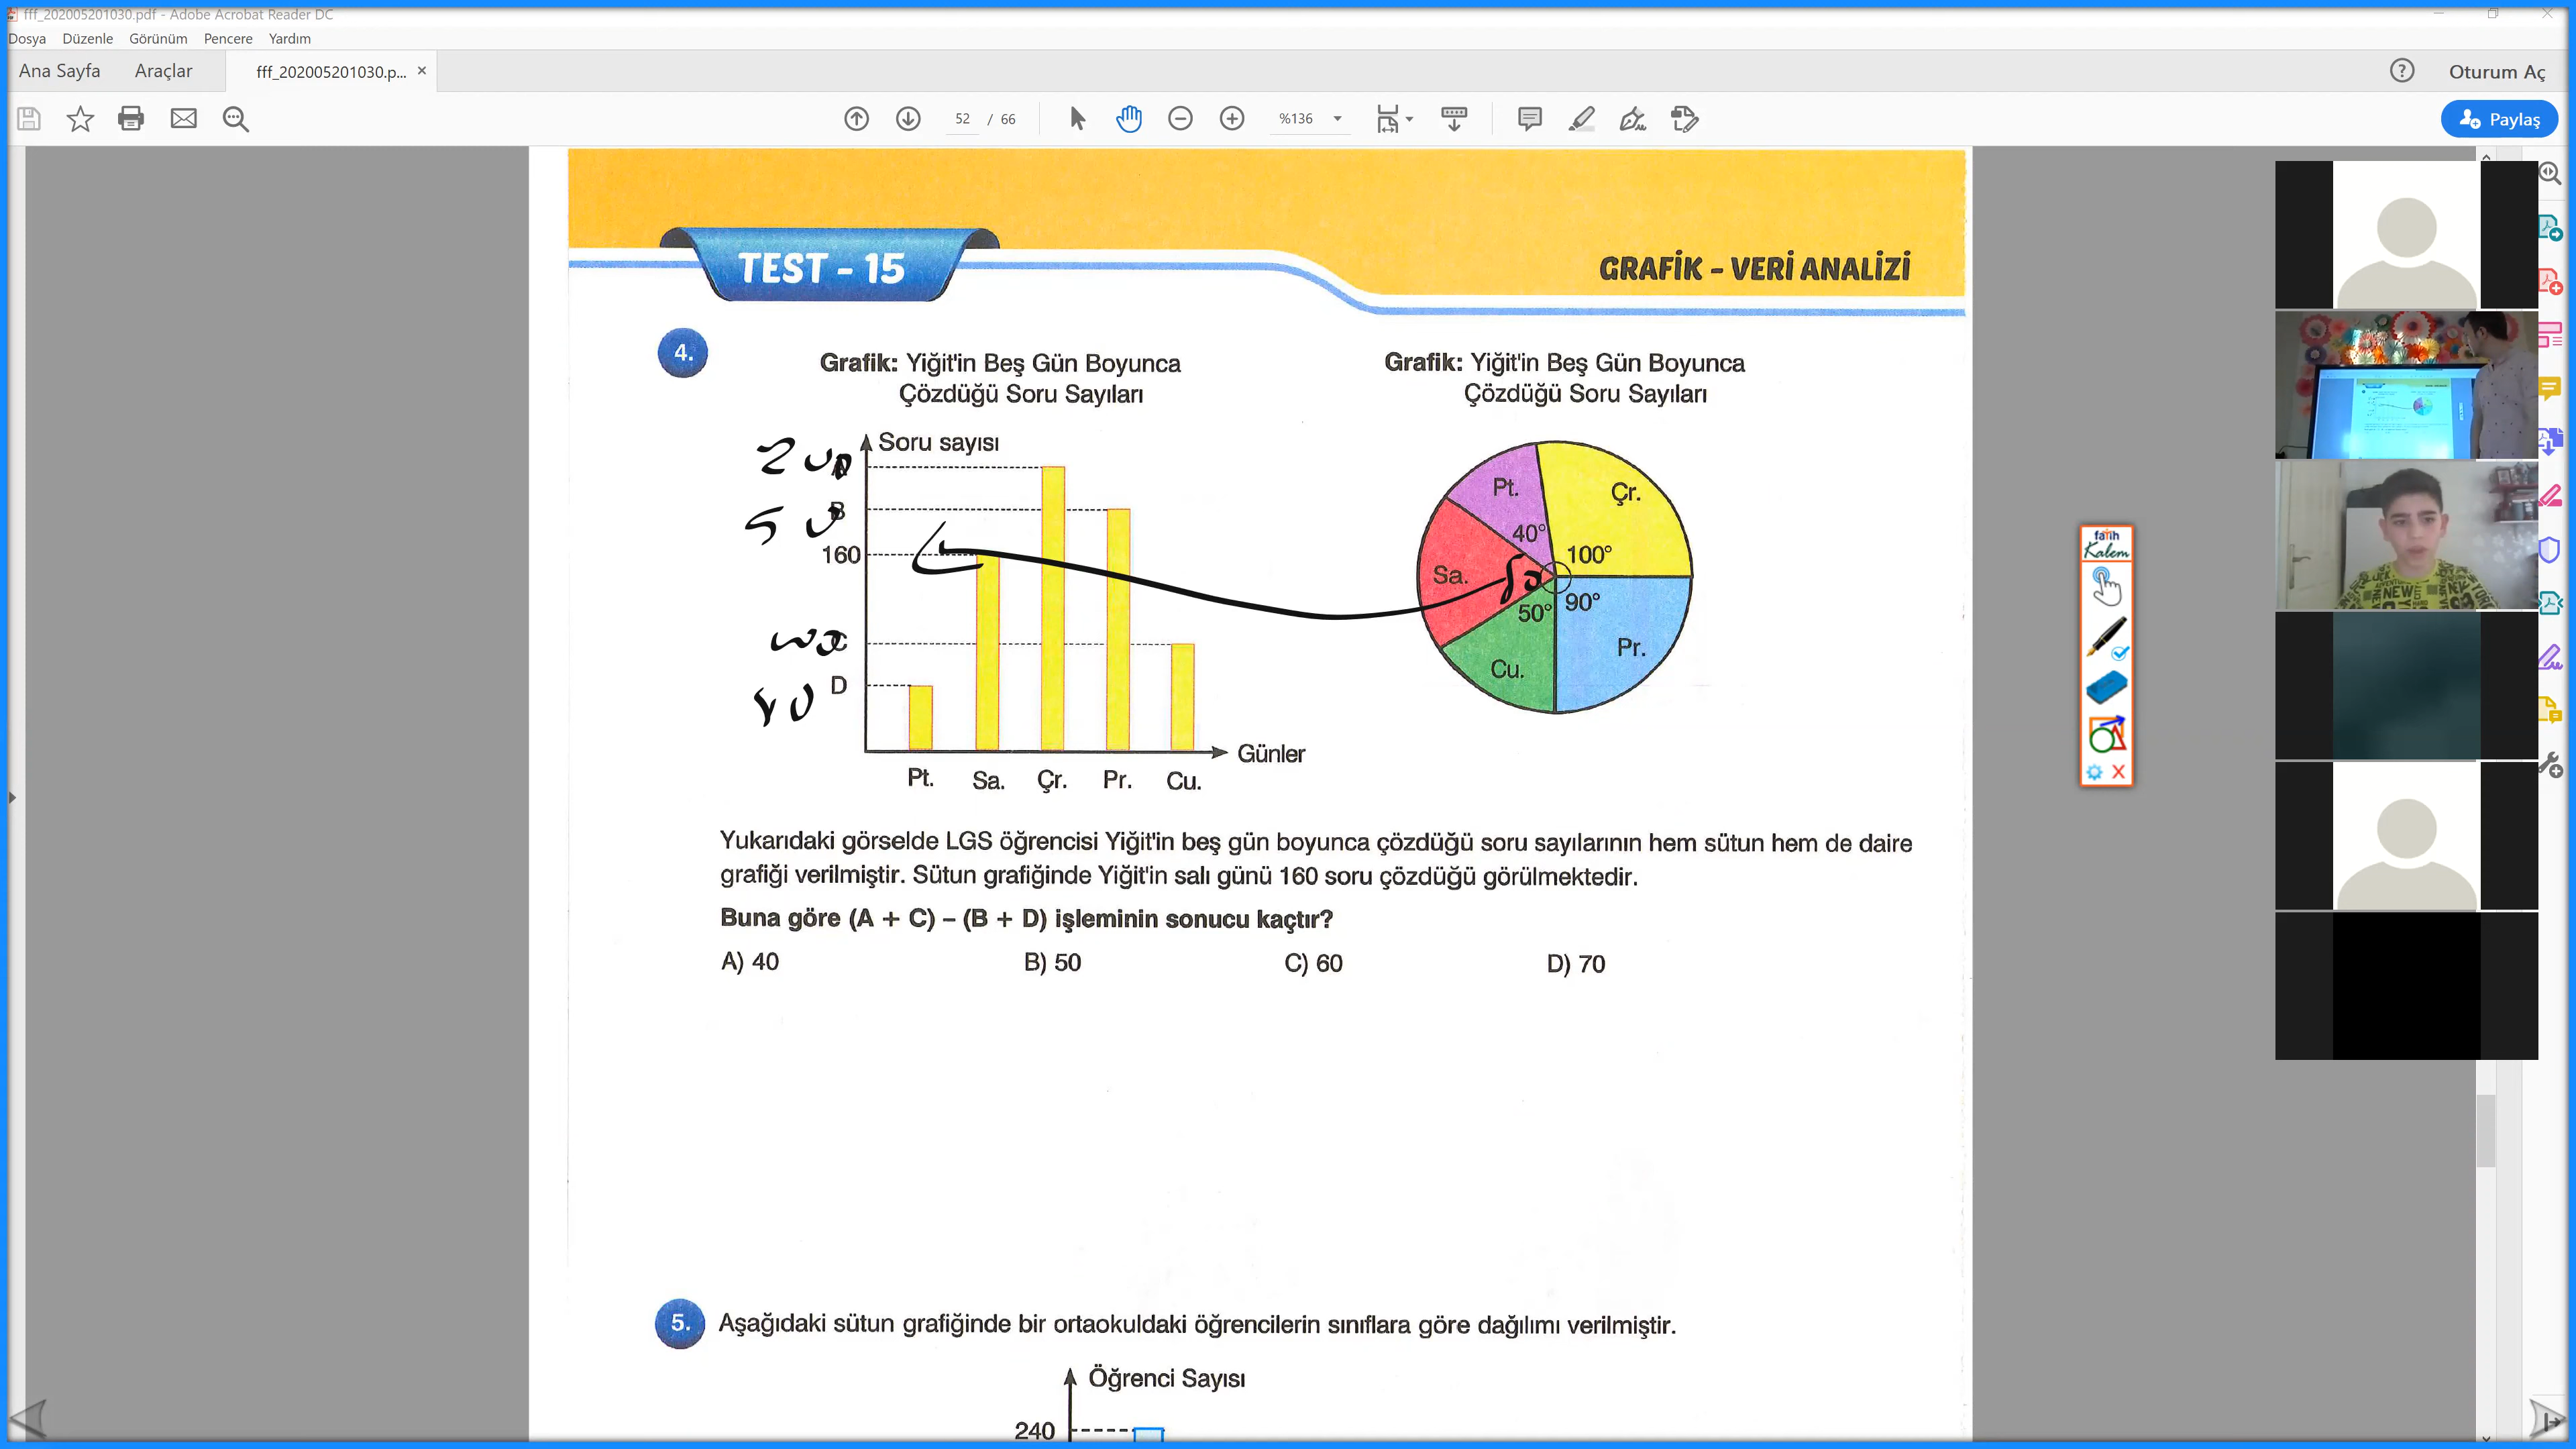 fff_202005201030.pdf - Adobe Acrobat Reader DC
Dosya Düzenle Görünüm Pencere Yardım
Ana Sayfa Araçlar fff_202005201030.p... × Oturum Aç
52 / 66 %136 Paylaş
TEST - 15
GRAFİK - VERİ ANALİZİ
4.
Grafik: Yiğit'in Beş Gün Boyunca
Çözdüğü Soru Sayıları
Grafik: Yiğit'in Beş Gün Boyunca
Çözdüğü Soru Sayıları
Soru sayısı
B
160
C
D
Günler
Pt. Sa. Çr. Pr. Cu.
Pt. Çr.
40°
100°
Sa.
50° 90°
Cu. Pr.
fatih
Kalem
Yukarıdaki görselde LGS öğrencisi Yiğit'in beş gün boyunca çözdüğü soru sayılarının hem sütun hem de daire
grafiği verilmiştir. Sütun grafiğinde Yiğit'in salı günü 160 soru çözdüğü görülmektedir.
Buna göre (A + C) – (B + D) işleminin sonucu kaçtır?
A) 40 B) 50 C) 60 D) 70
5. Aşağıdaki sütun grafiğinde bir ortaokuldaki öğrencilerin sınıflara göre dağılımı verilmiştir.
Öğrenci Sayısı
240